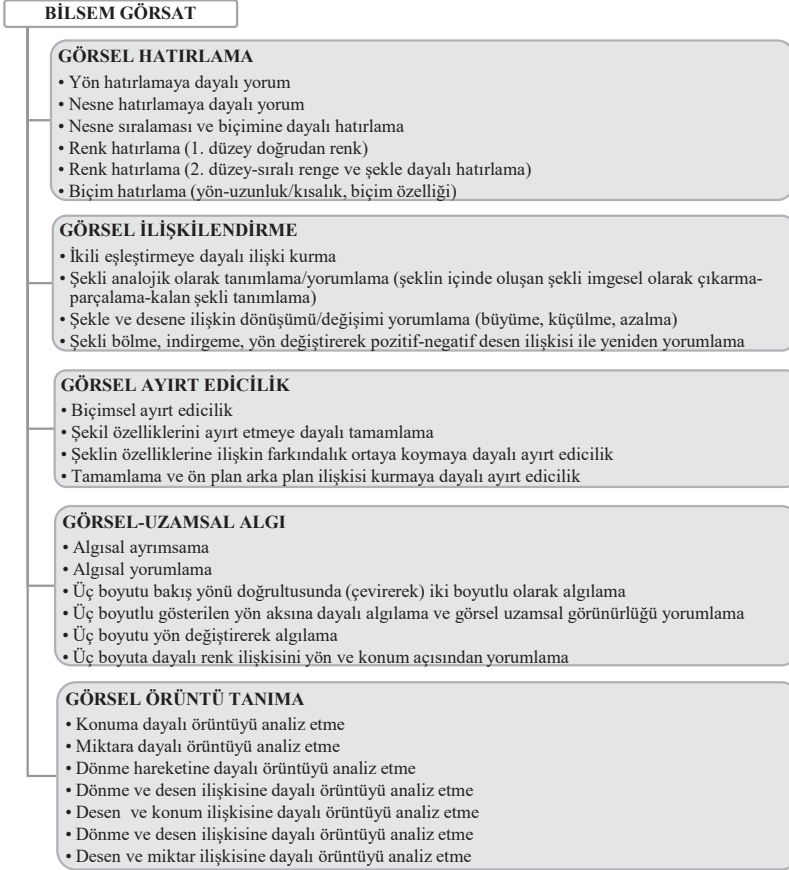 BİLSEM GÖRSAT
GÖRSEL HATIRLAMA
• Yön hatırlamaya dayalı yorum
• Nesne hatırlamaya dayalı yorum
• Nesne sıralaması ve biçimine dayalı hatırlama
• Renk hatırlama (1. düzey doğrudan renk)
• Renk hatırlama (2. düzey-sıralı renge ve şekle dayalı hatırlama)
• Biçim hatırlama (yön-uzunluk/kısalık, biçim özelliği)
GÖRSEL İLİŞKİLENDİRME
• İkili eşleştirmeye dayalı ilişki kurma
• Şekli analojik olarak tanımlama/yorumlama (şeklin içinde oluşan şekli imgesel olarak çıkarma-
parçalama-kalan şekli tanımlama)
• Şekle ve desene ilişkin dönüşümü/değişimi yorumlama (büyüme, küçülme, azalma)
• Şekli bölme, indirgeme, yön değiştirerek pozitif-negatif desen ilişkisi ile yeniden yorumlama
GÖRSEL AYIRT EDİCİLİK
• Biçimsel ayırt edicilik
• Şekil özelliklerini ayırt etmeye dayalı tamamlama
• Şeklin özelliklerine ilişkin farkındalık ortaya koymaya dayalı ayırt edicilik
• Tamamlama ve ön plan arka plan ilişkisi kurmaya dayalı ayırt edicilik
GÖRSEL-UZAMSAL ALGI
• Algısal ayrımsama
• Algısal yorumlama
• Üç boyutu bakış yönü doğrultusunda (çevirerek) iki boyutlu olarak algılama
• Üç boyutlu gösterilen yön aksına dayalı algılama ve görsel uzamsal görünürlüğü yorumlama
• Üç boyutu yön değiştirerek algılama
• Üç boyuta dayalı renk ilişkisini yön ve konum açısından yorumlama
GÖRSEL ÖRÜNTÜ TANIMA
• Konuma dayalı örüntüyü analiz etme
• Miktara dayalı örüntüyü analiz etme
• Dönme hareketine dayalı örüntüyü analiz etme
• Dönme ve desen ilişkisine dayalı örüntüyü analiz etme
• Desen ve konum ilişkisine dayalı örüntüyü analiz etme
• Dönme ve desen ilişkisine dayalı örüntüyü analiz etme
• Desen ve miktar ilişkisine dayalı örüntüyü analiz etme